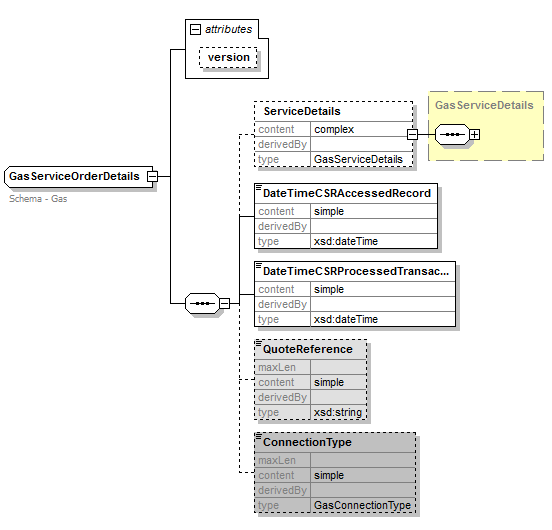 attributes
version
ServiceDetails
content complex
derivedBy
type GasServiceDetails
GasServiceDetails
GasServiceOrderDetails
Schema - Gas
DateTimeCSRAccessedRecord
content simple
derivedBy
type xsd:dateTime
DateTimeCSRProcessedTransac...
content simple
derivedBy
type xsd:dateTime
QuoteReference
maxLen
content simple
derivedBy
type xsd:string
ConnectionType
maxLen
content simple
derivedBy
type GasConnectionType